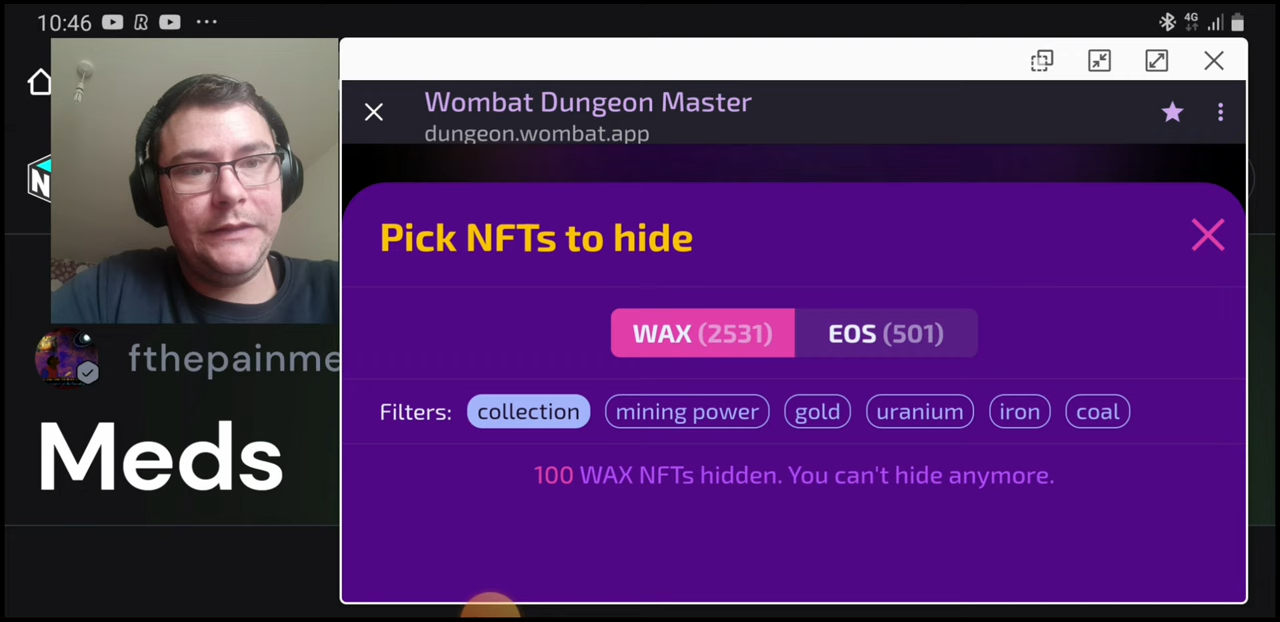 10:46
4G
Wombat Dungeon Master
dungeon.wombat.app
Pick NFTs to hide
WAX (2531) EOS (501)
Filters: collection mining power gold uranium iron coal
100 WAX NFTs hidden. You can't hide anymore.
fthepainme
Meds